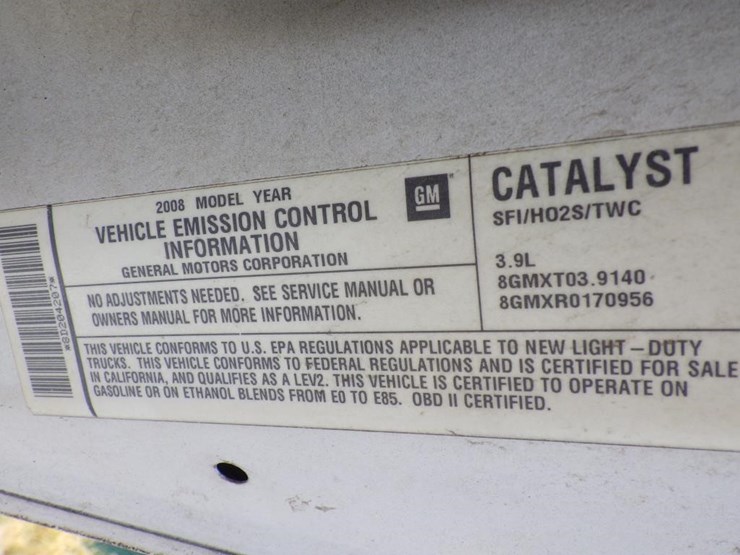 2008 MODEL YEAR
VEHICLE EMISSION CONTROL
INFORMATION
GENERAL MOTORS CORPORATION
GM
NO ADJUSTMENTS NEEDED. SEE SERVICE MANUAL OR
OWNERS MANUAL FOR MORE INFORMATION.
CATALYST
SFI/HO2S/TWC
3.9L
8GMXT03.9140
8GMXR0170956
THIS VEHICLE CONFORMS TO U.S. EPA REGULATIONS APPLICABLE TO NEW LIGHT-DUTY
TRUCKS. THIS VEHICLE CONFORMS TO FEDERAL REGULATIONS AND IS CERTIFIED FOR SALE
IN CALIFORNIA, AND QUALIFIES AS A LEV2. THIS VEHICLE IS CERTIFIED TO OPERATE ON
GASOLINE OR ON ETHANOL BLENDS FROM E0 TO E85. OBD II CERTIFIED.
*8D204207*